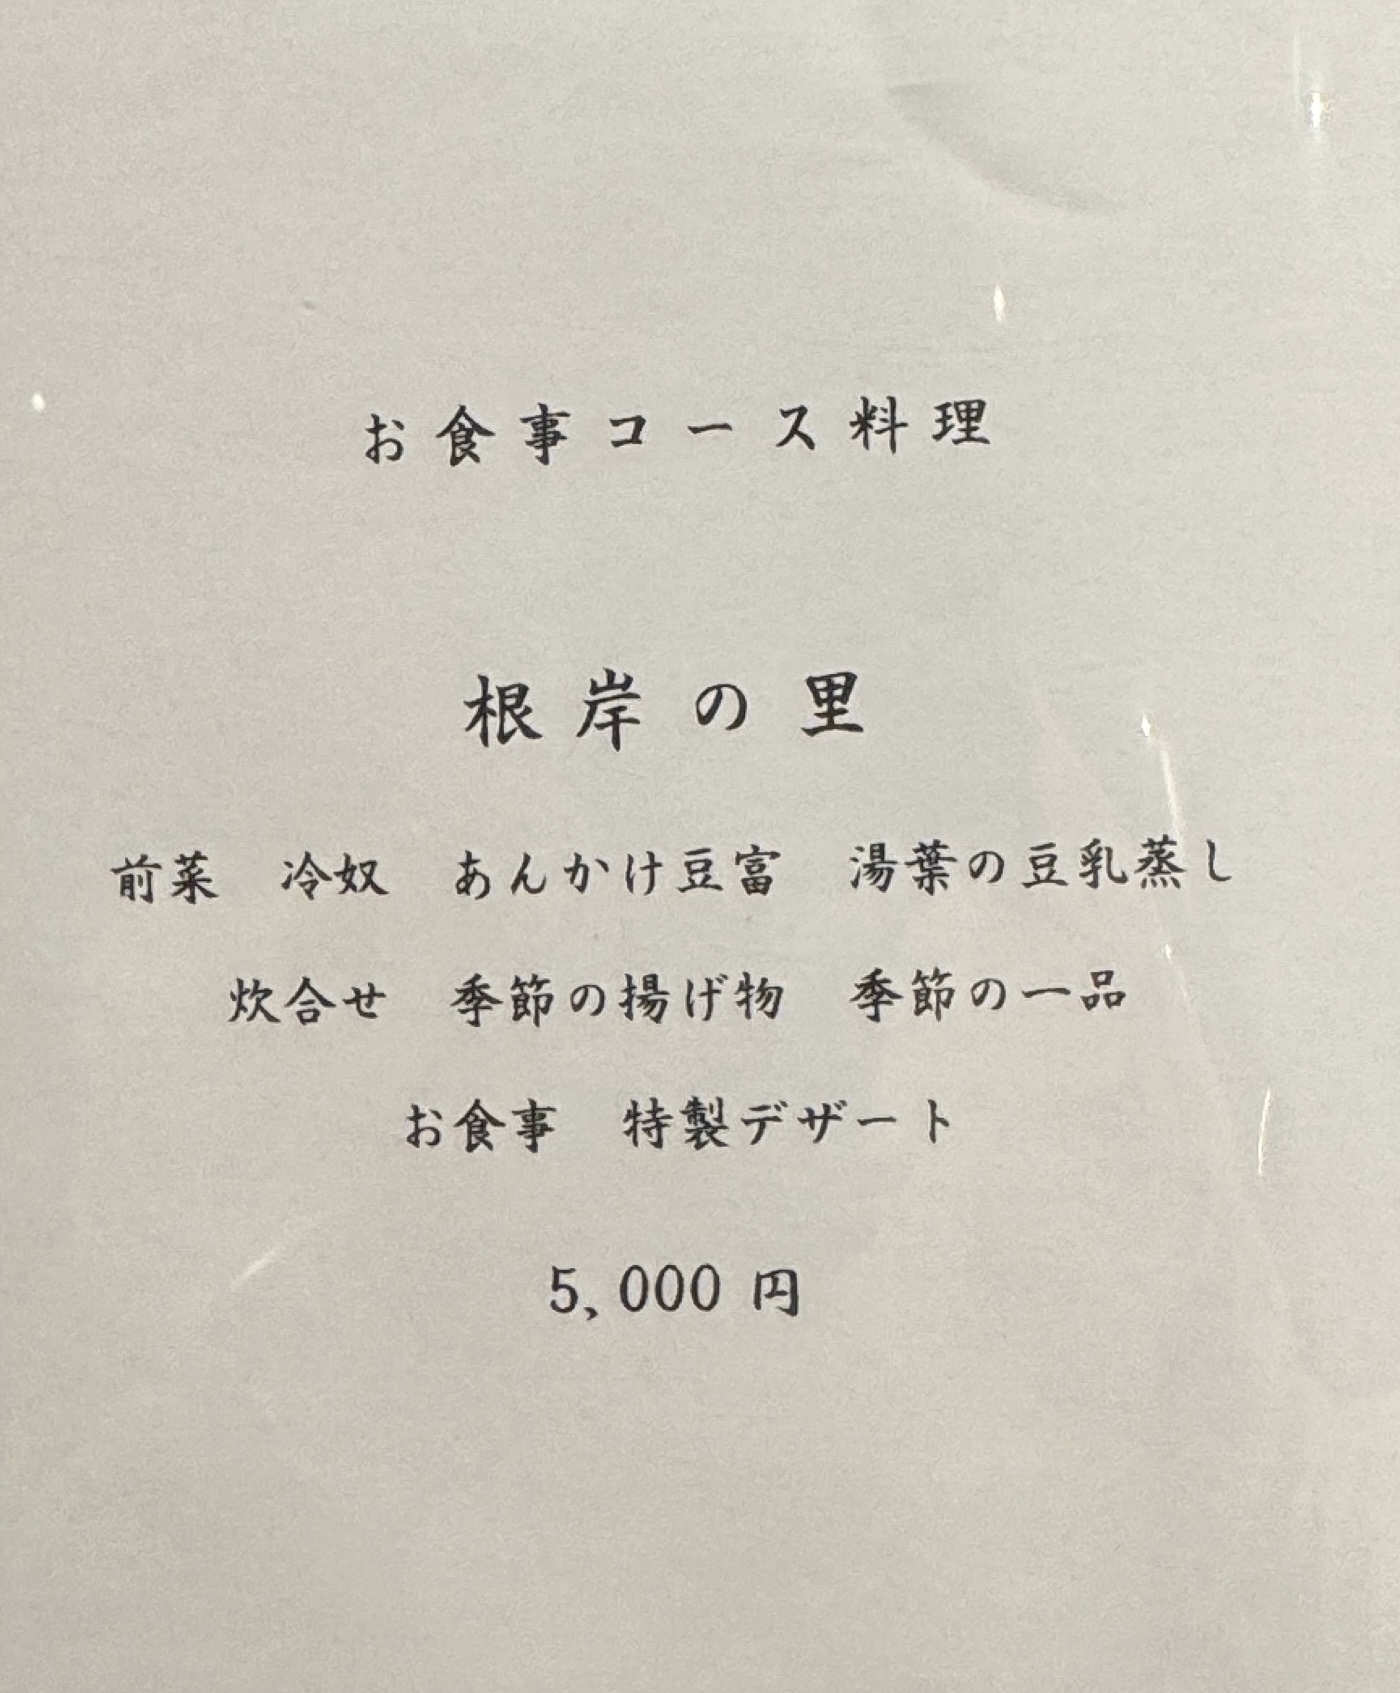 お食事コース料理
根岸の里
前菜　冷奴　あんかけ豆富　湯葉の豆乳蒸し
炊合せ　季節の揚げ物　季節の一品
お食事　特製デザート
5,000 円